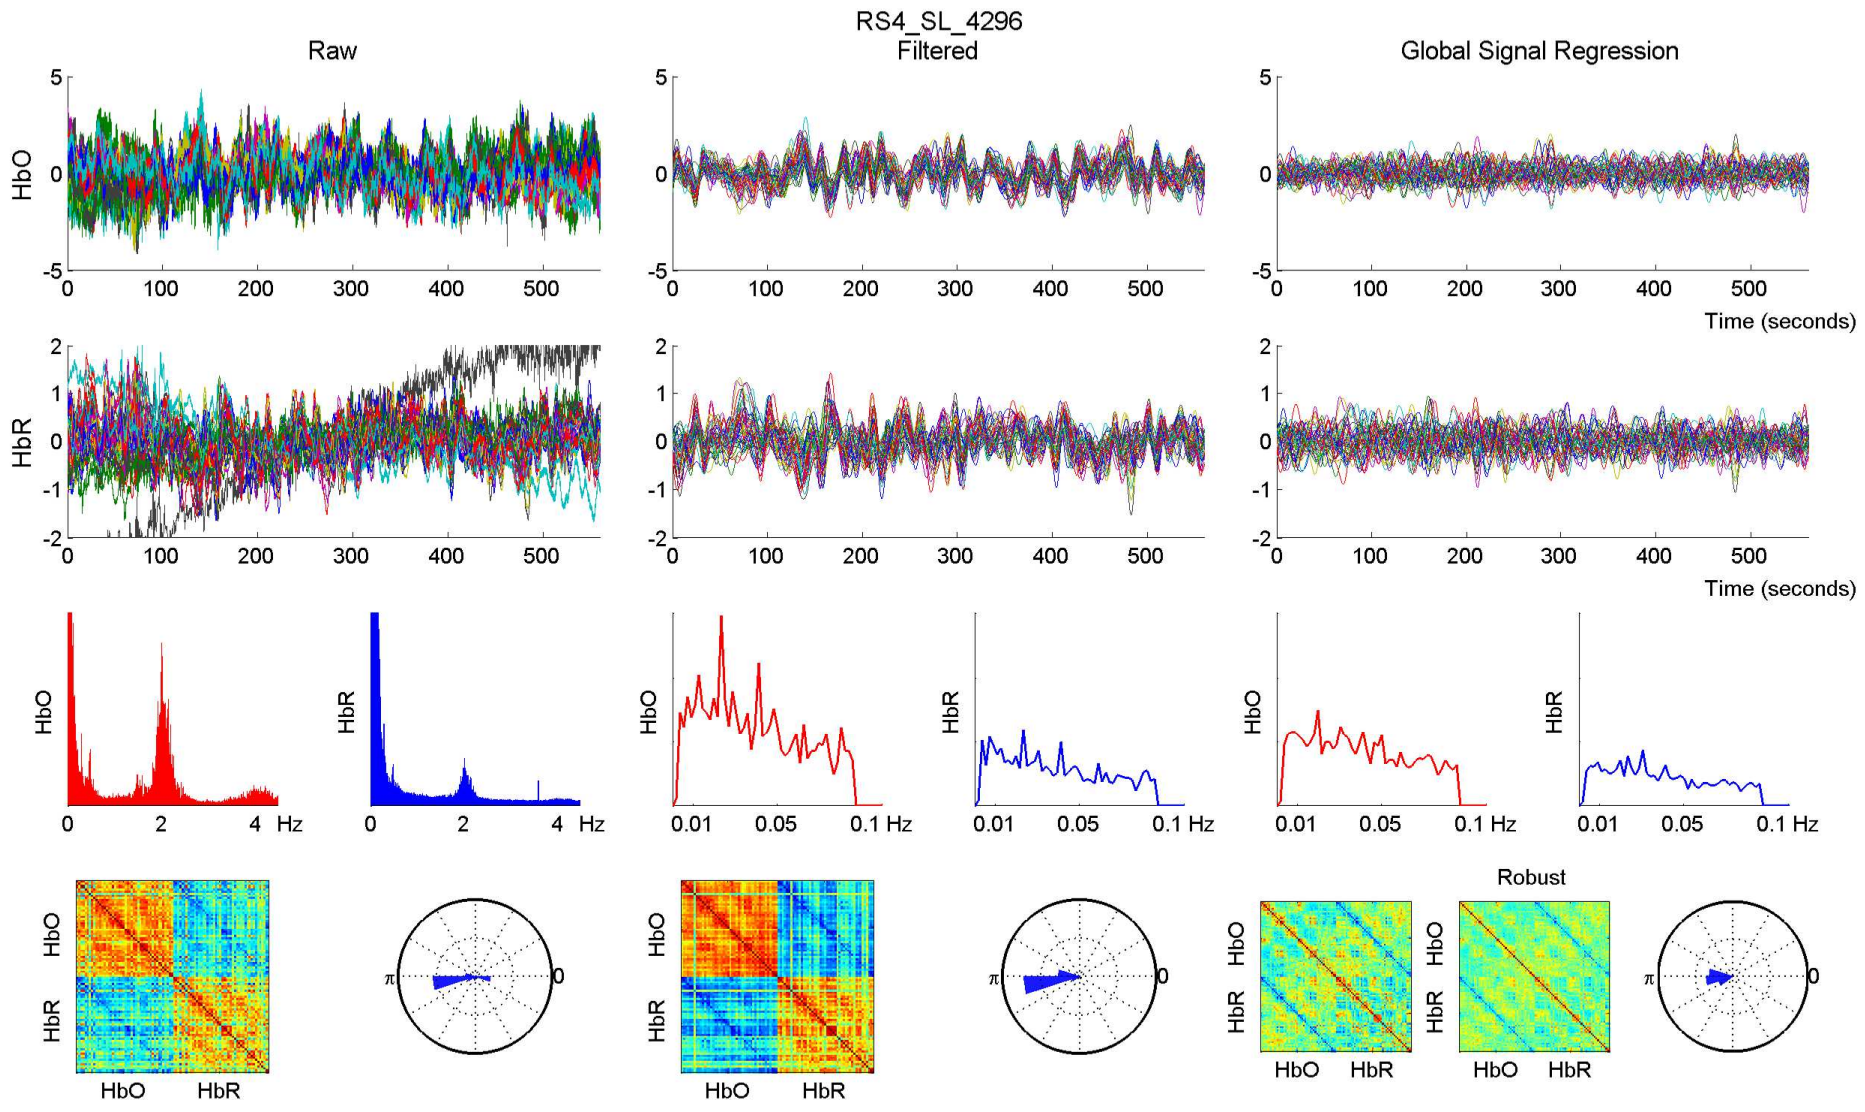 RS4_SL_4296
Raw
Filtered
Global Signal Regression
HbO
5
0
-5
0 100 200 300 400 500
5
0
-5
0 100 200 300 400 500
5
0
-5
0 100 200 300 400 500
Time (seconds)
HbR
2
1
0
-1
-2
0 100 200 300 400 500
2
1
0
-1
-2
0 100 200 300 400 500
2
1
0
-1
-2
0 100 200 300 400 500
Time (seconds)
HbO
0 2 4 Hz
HbR
0 2 4 Hz
HbO
0.01 0.05 0.1 Hz
HbR
0.01 0.05 0.1 Hz
HbO
0.01 0.05 0.1 Hz
HbR
0.01 0.05 0.1 Hz
HbO
HbR
HbO HbR
π 0
HbO
HbR
HbO HbR
π 0
HbO
HbR
HbO HbR
Robust
HbO
HbR
HbO HbR
π 0